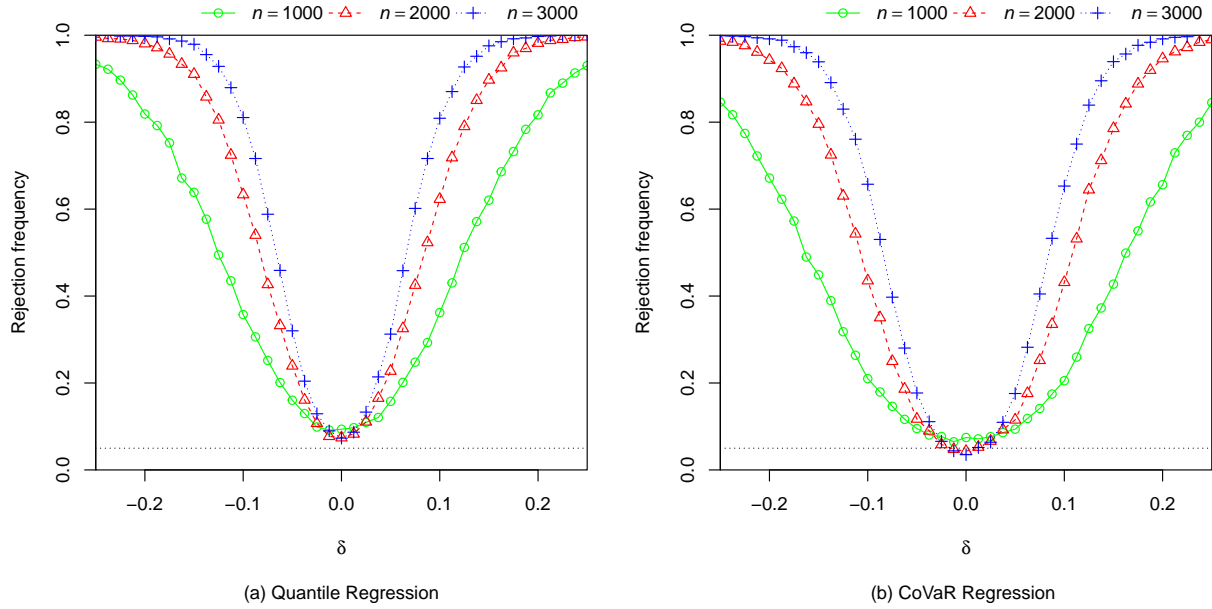 n = 1000 n = 2000 n = 3000
Rejection frequency
1.0
0.8
0.6
0.4
0.2
0.0
−0.2 −0.1 0.0 0.1 0.2
δ
(a) Quantile Regression
n = 1000 n = 2000 n = 3000
Rejection frequency
1.0
0.8
0.6
0.4
0.2
0.0
−0.2 −0.1 0.0 0.1 0.2
δ
(b) CoVaR Regression